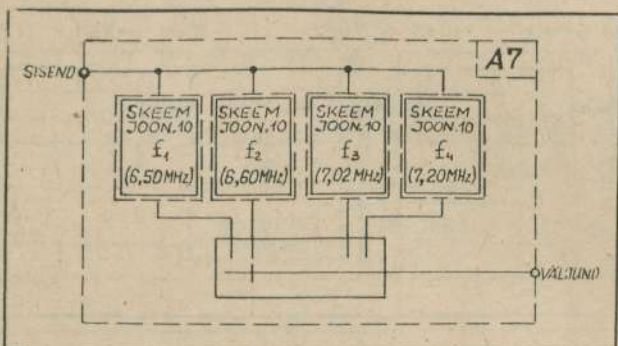 A7
SISEND
SKEEM
JOON.10
f₁
(6,50MHz)
SKEEM
JOON.10
f₂
(6,60MHz)
SKEEM
JOON.10
f₃
(7,02MHz)
SKEEM
JOON.10
f₄
(7,20MHz)
VÄLJUND